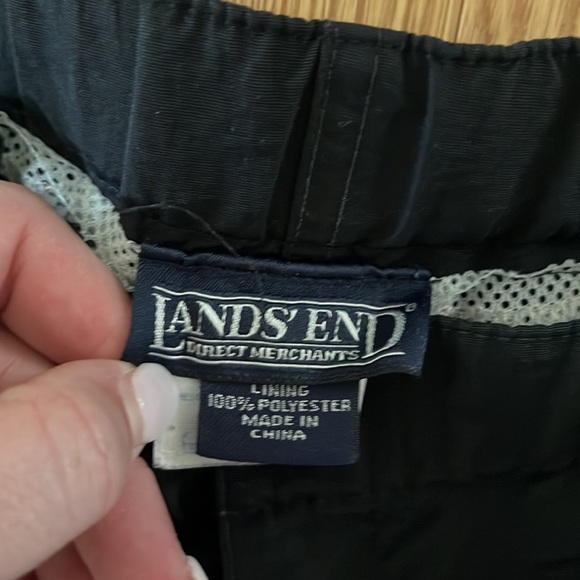 LANDS' END®
DIRECT MERCHANTS
LINING
100% POLYESTER
MADE IN
CHINA